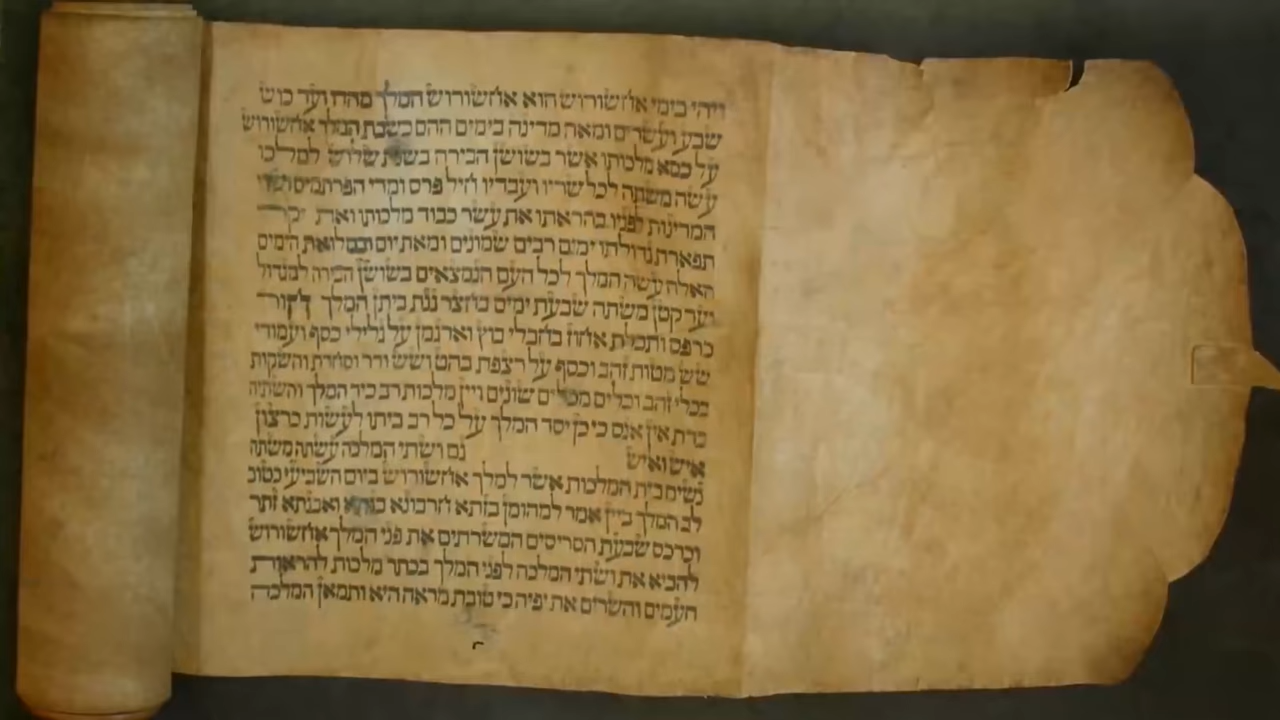 ויהי בימי אחשורוש הוא אחשורוש המלך מהדו ועד כוש
שבע ועשרים ומאת מדינה בימים ההם כשבת המלך אחשורוש
על כסא מלכותו אשר בשושן הבירה בשנת שלוש למלכו
עשה משתה לכל שריו ועבדיו חיל פרס ומדי הפרתמים ושרי
המדינות לפניו בהראתו את עשר כבוד מלכותו ואת יקר
תפארת גדולתו ימים רבים שמונים ומאת יום ובמלואת הימים
האלה עשה המלך לכל העם הנמצאים בשושן הבירה למגדול
ועד קטן משתה שבעת ימים בחצר גנת ביתן המלך חור
כרפס ותכלת אחוז בחבלי בוץ וארגמן על גלילי כסף ועמודי
שש מטות זהב וכסף על רצפת בהט ושש ודר וסחרת והשקות
בכלי זהב וכלים מכלים שונים ויין מלכות רב כיד המלך והשתיה
כדת אין אנס כי כן יסד המלך על כל רב ביתו לעשות כרצון
איש ואיש גם ושתי המלכה עשתה משתה
נשים בית המלכות אשר למלך אחשורוש ביום השביעי כטוב
לב המלך ביין אמר למהומן בזתא חרבונא בגתא ואבגתא זתר
וכרכס שבעת הסריסים המשרתים את פני המלך אחשורוש
להביא את ושתי המלכה לפני המלך בכתר מלכות להראות
העמים והשרים את יפיה כי טובת מראה היא ותמאן המלכה